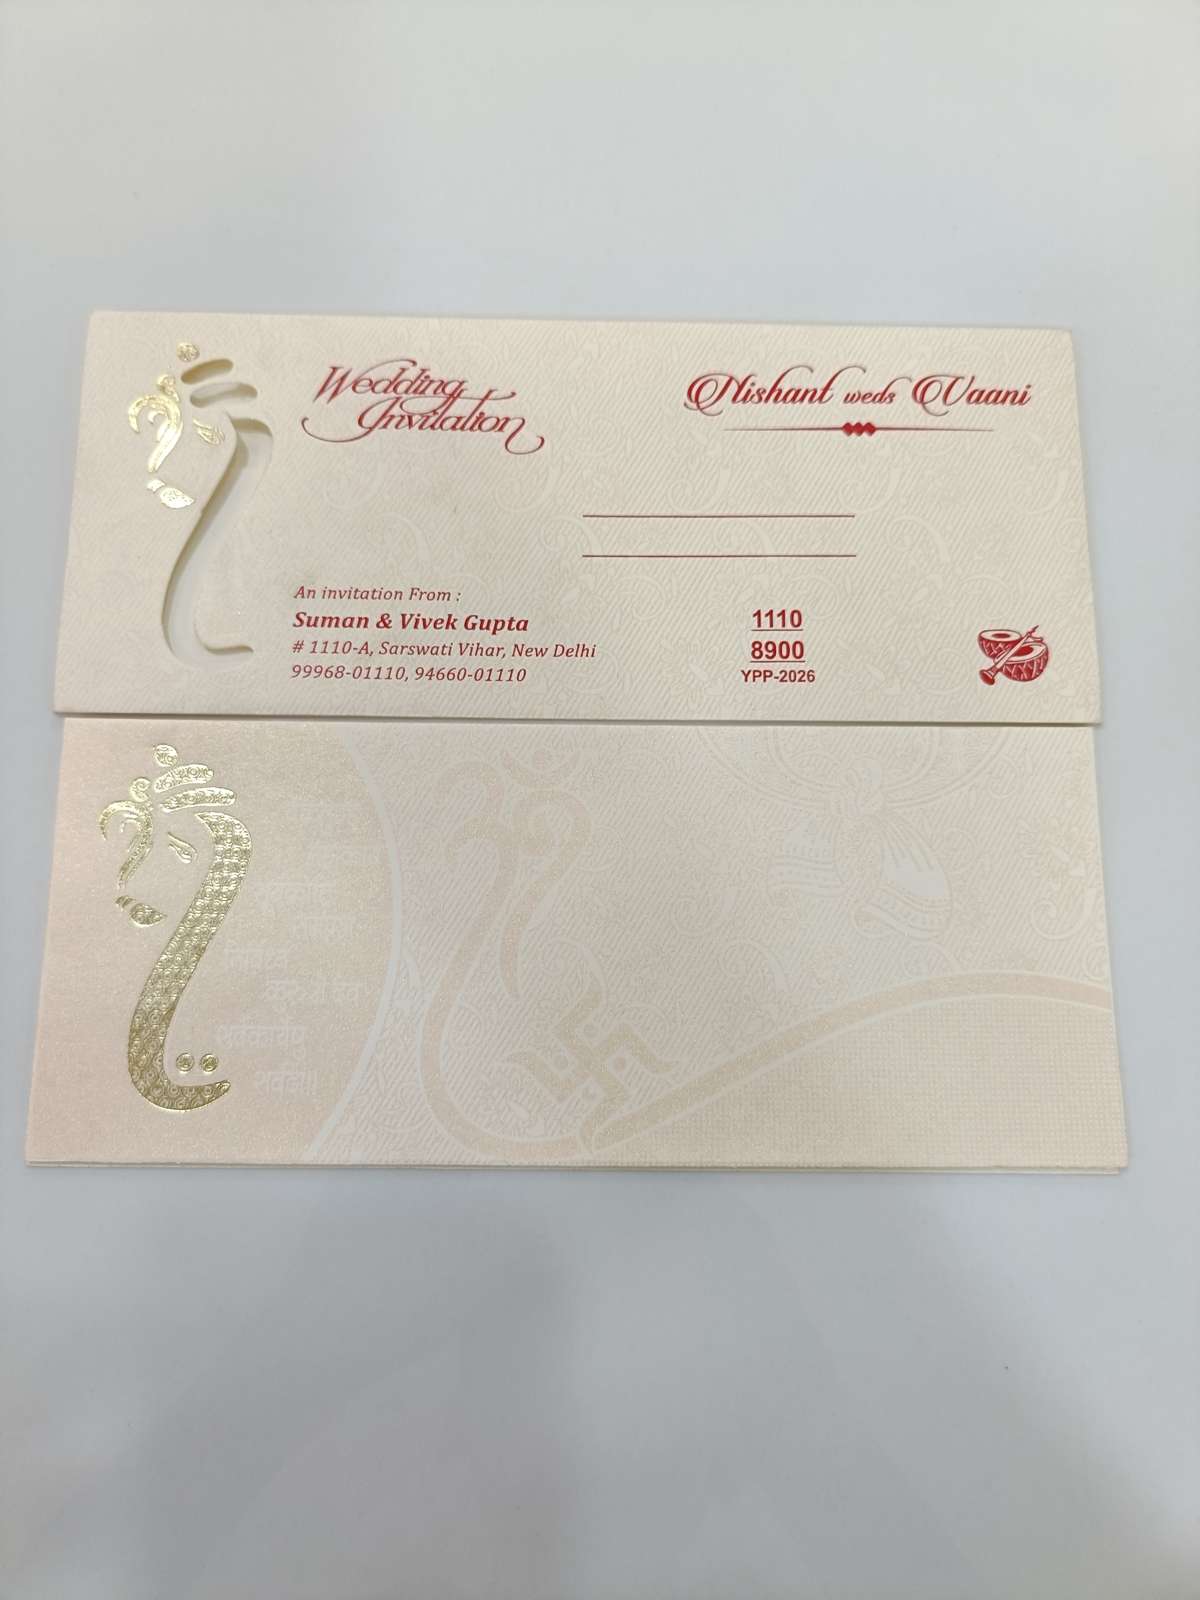 Wedding
Invitation
Nishant weds Vaani
An invitation From :
Suman & Vivek Gupta
# 1110-A, Sarswati Vihar, New Delhi
99968-01110, 94660-01110
1110
8900
YPP-2026